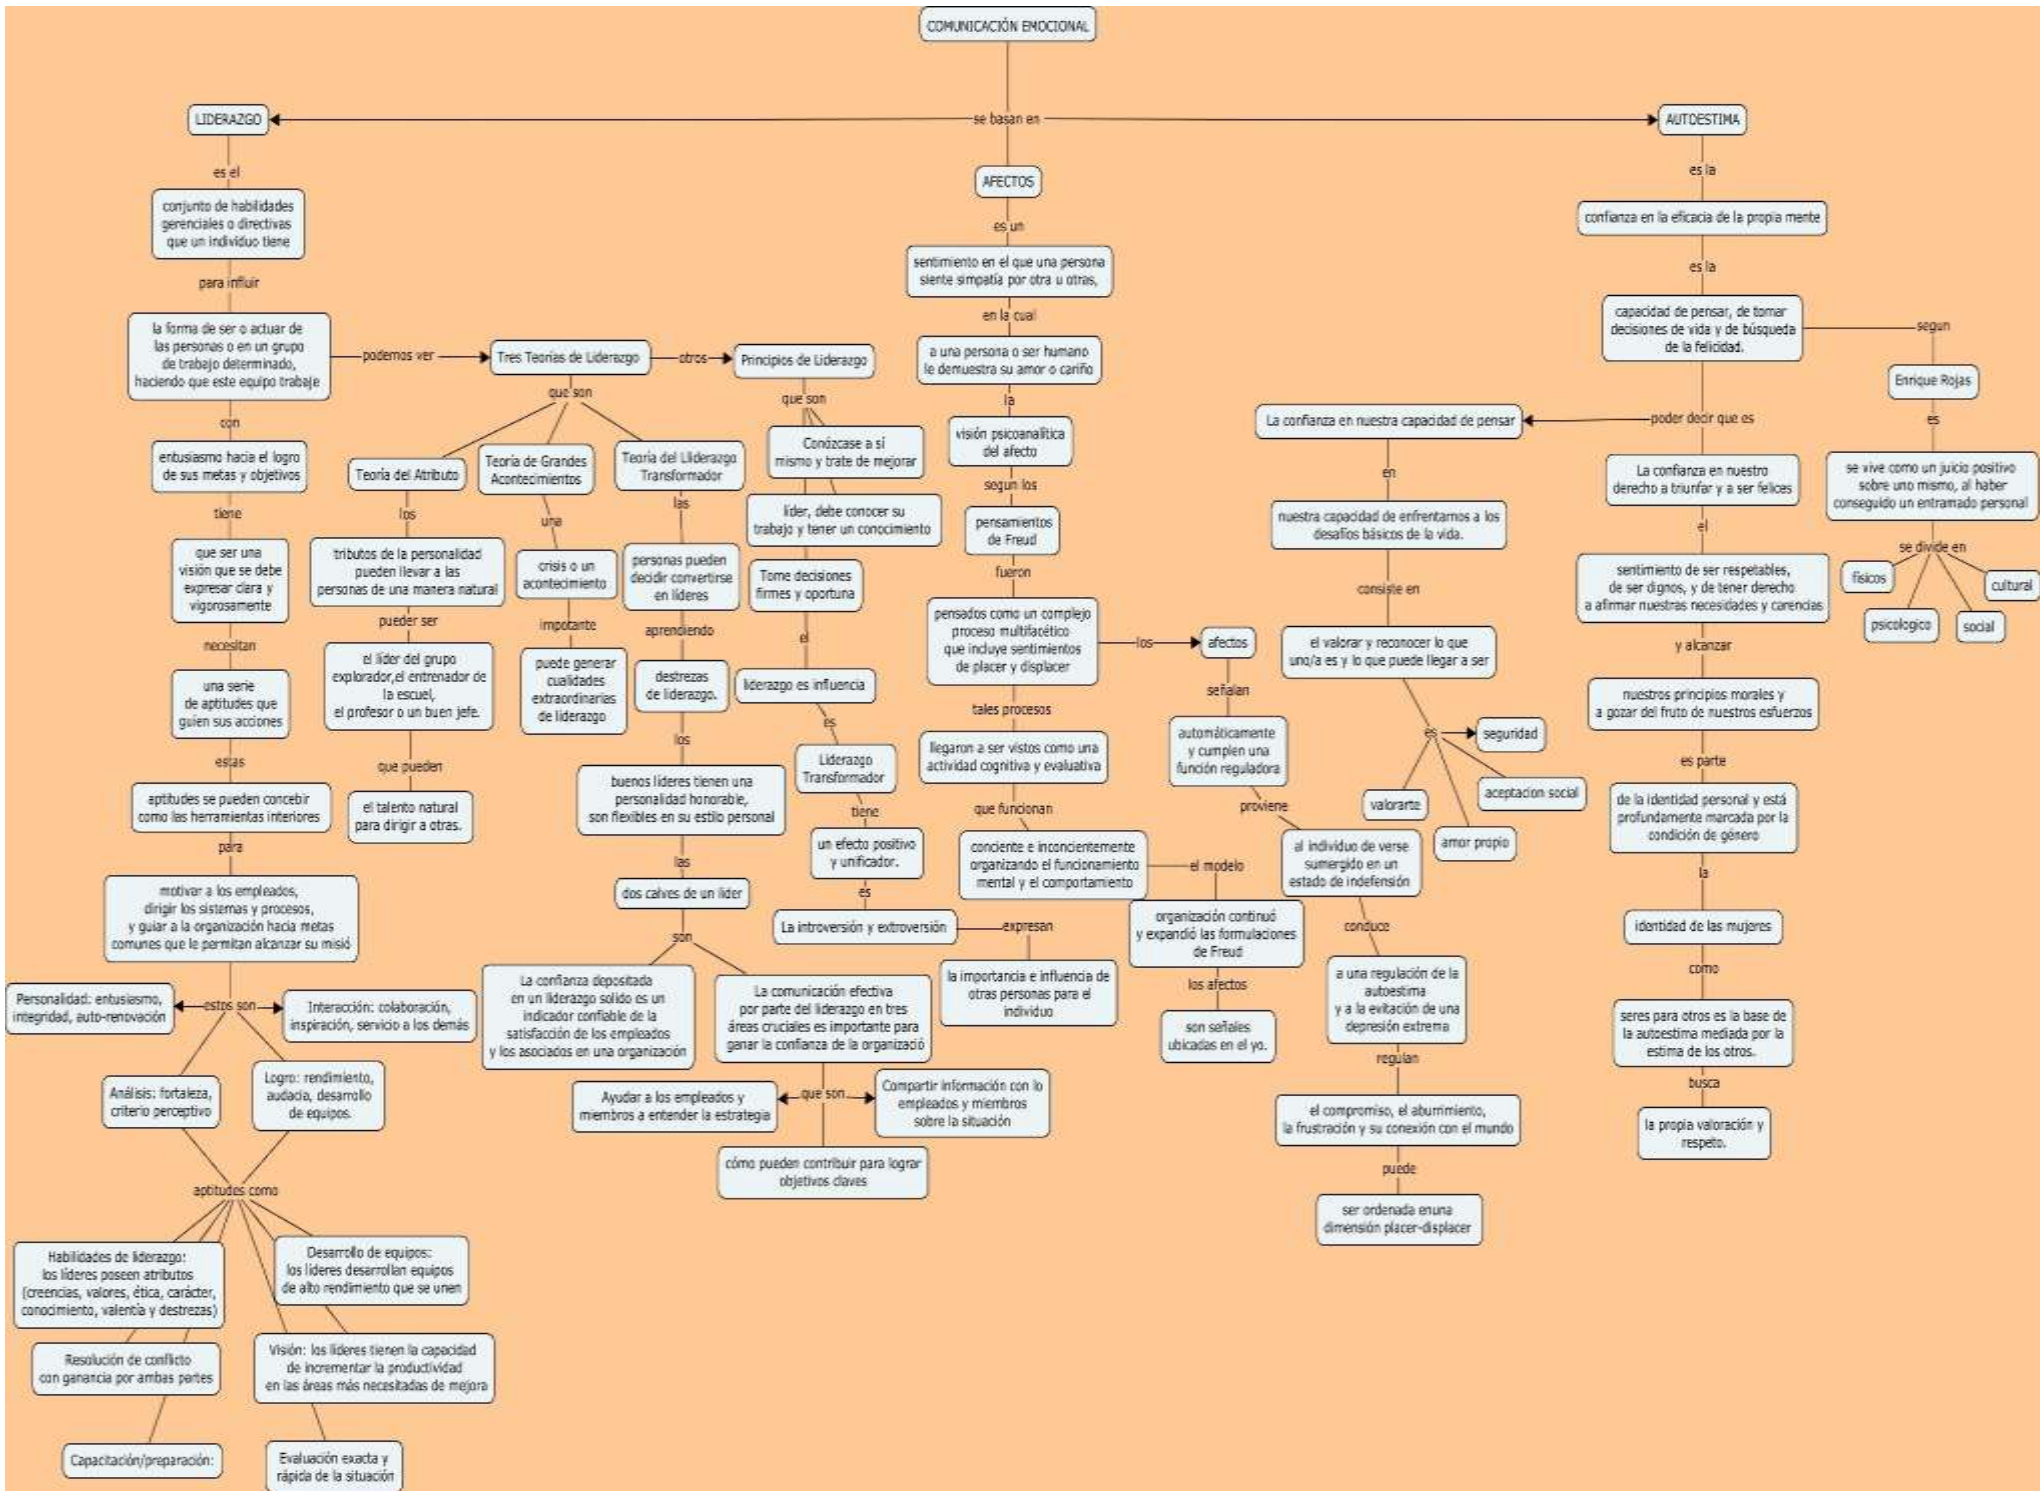 COMUNICACIÓN EMOCIONAL
se basan en
LIDERAZGO
es el
conjunto de habilidades
gerenciales o directivas
que un individuo tiene
para influir
la forma de ser o actuar de
las personas o en un grupo
de trabajo determinado,
haciendo que este equipo trabaje
con
entusiasmo hacia el logro
de sus metas y objetivos
tiene
que ser una
visión que se debe
expresar clara y
vigorosamente
necesitan
una serie
de aptitudes que
guien sus acciones
estas
aptitudes se pueden concebir
como las herramientas interiores
para
motivar a los empleados,
dirigir los sistemas y procesos,
y guiar a la organización hacia metas
comunes que le permitan alcanzar su misió
estos son
Personalidad: entusiasmo,
integridad, auto-renovación
Interacción: colaboración,
inspiración, servicio a los demás
Análisis: fortaleza,
criterio perceptivo
Logro: rendimiento,
audacia, desarrollo
de equipos.
aptitudes como
Habilidades de liderazgo:
los líderes poseen atributos
(creencias, valores, ética, carácter,
conocimiento, valentía y destrezas)
Desarrollo de equipos:
los líderes desarrollan equipos
de alto rendimiento que se unen
Resolución de conflicto
con ganancia por ambas partes
Visión: los líderes tienen la capacidad
de incrementar la productividad
en las áreas más necesitadas de mejora
Capacitación/preparación:
Evaluación exacta y
rápida de la situación
podemos ver
Tres Teorías de Liderazgo
que son
Teoría del Atributo
los
tributos de la personalidad
pueden llevar a las
personas de una manera natural
pueder ser
el líder del grupo
explorador,el entrenador de
la escuel,
el profesor o un buen jefe.
que pueden
el talento natural
para dirigir a otras.
Teoría de Grandes
Acontecimientos
una
crisis o un
acontecimiento
impotante
puede generar
cualidades
extraordinarias
de liderazgo
Teoría del Lliderazgo
Transformador
las
personas pueden
decidir convertirse
en líderes
aprendiendo
destrezas
de liderazgo.
los
buenos líderes tienen una
personalidad honorable,
son flexibles en su estilo personal
las
dos calves de un lider
son
La confianza depositada
en un liderazgo solido es un
indicador confiable de la
satisfacción de los empleados
y los asociados en una organización
La comunicación efectiva
por parte del liderazgo en tres
áreas cruciales es importante para
ganar la confianza de la organizació
que son
Ayudar a los empleados y
miembros a entender la estrategia
Compartir información con lo
empleados y miembros
sobre la situación
cómo pueden contribuir para lograr
objetivos claves
otros
Principios de Liderazgo
que son
Conózcase a sí
mismo y trate de mejorar
líder, debe conocer su
trabajo y tener un conocimiento
Tome decisiones
firmes y oportuna
el
liderazgo es influencia
es
Liderazgo
Transformador
tiene
un efecto positivo
y unificador.
es
La introversión y extroversión
expresan
la importancia e influencia de
otras personas para el
individuo
AFECTOS
es un
sentimiento en el que una persona
siente simpatía por otra u otras,
en la cual
a una persona o ser humano
le demuestra su amor o cariño
la
visión psicoanalítica
del afecto
segun los
pensamientos
de Freud
fueron
pensados como un complejo
proceso multifacético
que incluye sentimientos
de placer y displacer
tales procesos
llegaron a ser vistos como una
actividad cognitiva y evaluativa
que funcionan
conciente e inconcientemente
organizando el funcionamiento
mental y el comportamiento
el modelo
organización continuó
y expandió las formulaciones
de Freud
los afectos
son señales
ubicadas en el yo.
los
afectos
señalan
automáticamente
y cumplen una
función reguladora
proviene
al individuo de verse
sumergido en un
estado de indefensión
conduce
a una regulación de la
autoestima
y a la evitación de una
depresión extrema
regulan
el compromiso, el aburrimiento,
la frustración y su conexión con el mundo
puede
ser ordenada enuna
dimensión placer-displacer
AUTOESTIMA
es la
confianza en la eficacia de la propia mente
es la
capacidad de pensar, de tomar
decisiones de vida y de búsqueda
de la felicidad.
segun
Enrique Rojas
es
se vive como un juicio positivo
sobre uno mismo, al haber
conseguido un entramado personal
se divide en
físicos
psicologico
social
cultural
poder decir que es
La confianza en nuestra capacidad de pensar
en
nuestra capacidad de enfrentarnos a los
desafíos básicos de la vida.
consiste en
el valorar y reconocer lo que
uno/a es y lo que puede llegar a ser
es
seguridad
valorarte
amor propio
aceptacion social
La confianza en nuestro
derecho a triunfar y a ser felices
el
sentimiento de ser respetables,
de ser dignos, y de tener derecho
a afirmar nuestras necesidades y carencias
y alcanzar
nuestros principios morales y
a gozar del fruto de nuestros esfuerzos
es parte
de la identidad personal y está
profundamente marcada por la
condición de género
la
identidad de las mujeres
como
seres para otros es la base de
la autoestima mediada por la
estima de los otros.
busca
la propia valoración y
respeto.